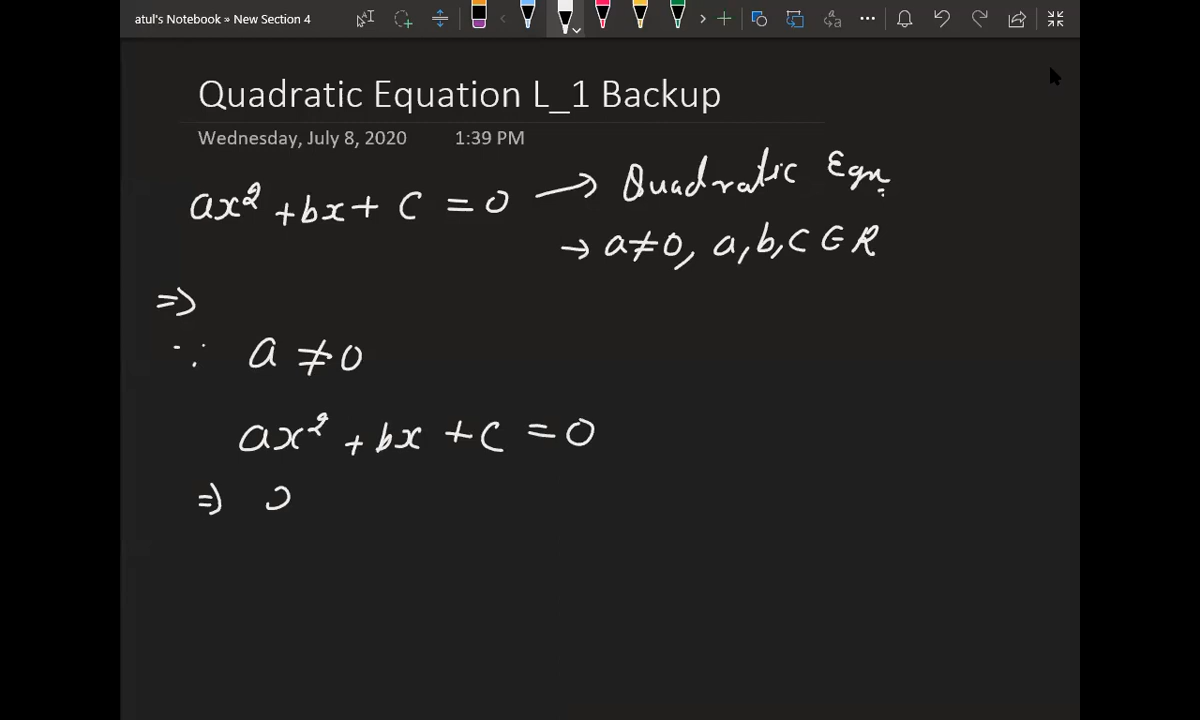 atul's Notebook » New Section 4
Quadratic Equation L_1 Backup
Wednesday, July 8, 2020 1:39 PM
ax² + bx + c = 0 → Quadratic Eqn
→ a ≠ 0, a, b, c ∈ R
⇒
∵ a ≠ 0
ax² + bx + c = 0
⇒